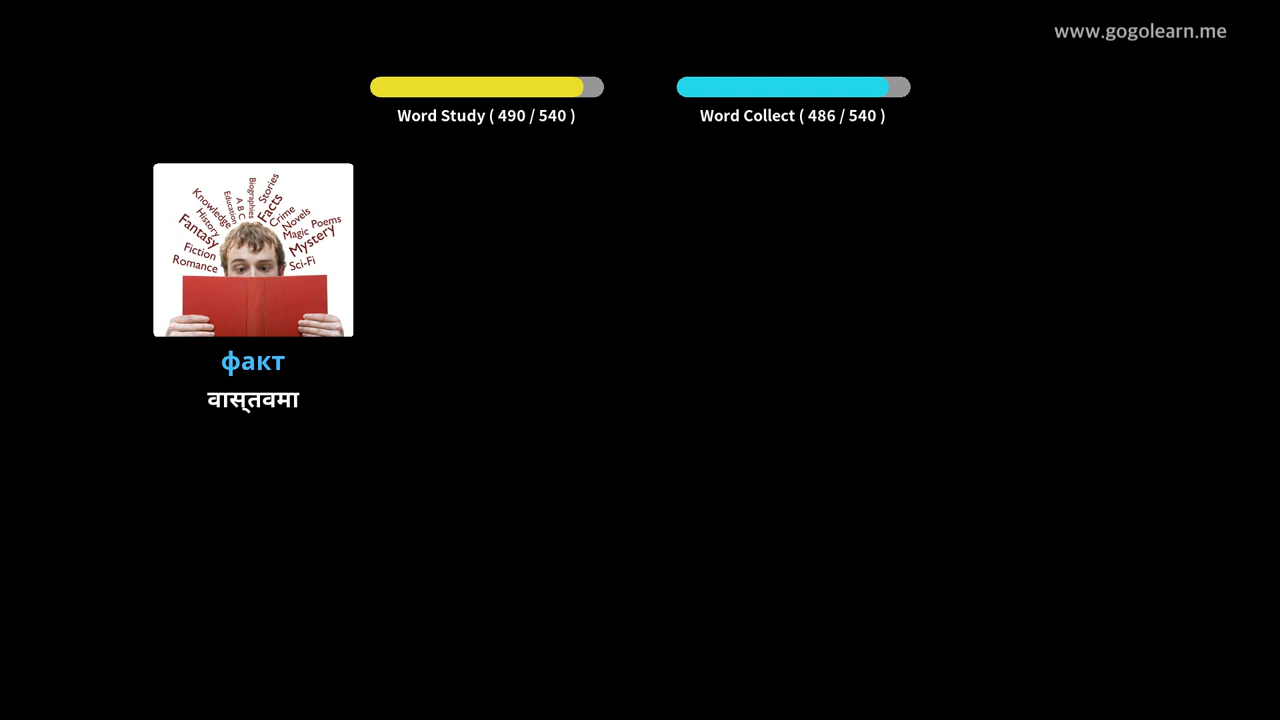 www.gogolearn.me
Word Study ( 490 / 540 )
Word Collect ( 486 / 540 )
Knowledge
History
Fantasy
Fiction
Romance
Education
A B C
Biographies
Stories
Facts
Crime
Novels
Magic
Poems
Mystery
Sci-Fi
факт
वास्तवमा